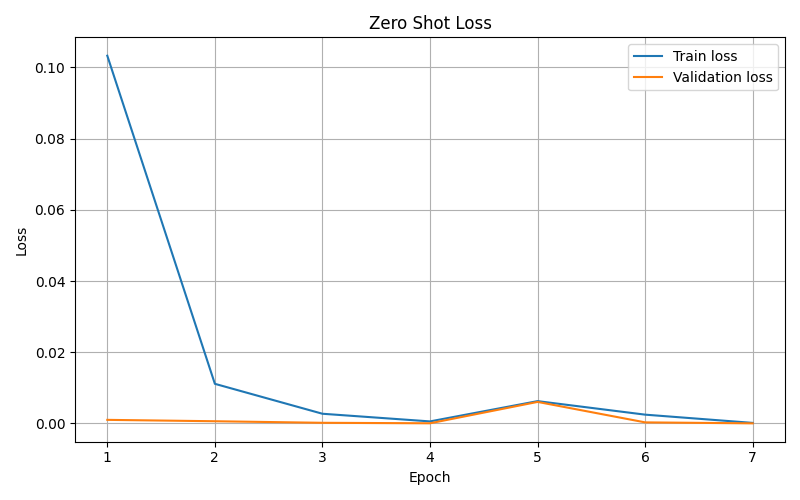 Zero Shot Loss
Train loss
Validation loss
0.10
0.08
0.06
0.04
0.02
0.00
Loss
1 2 3 4 5 6 7
Epoch